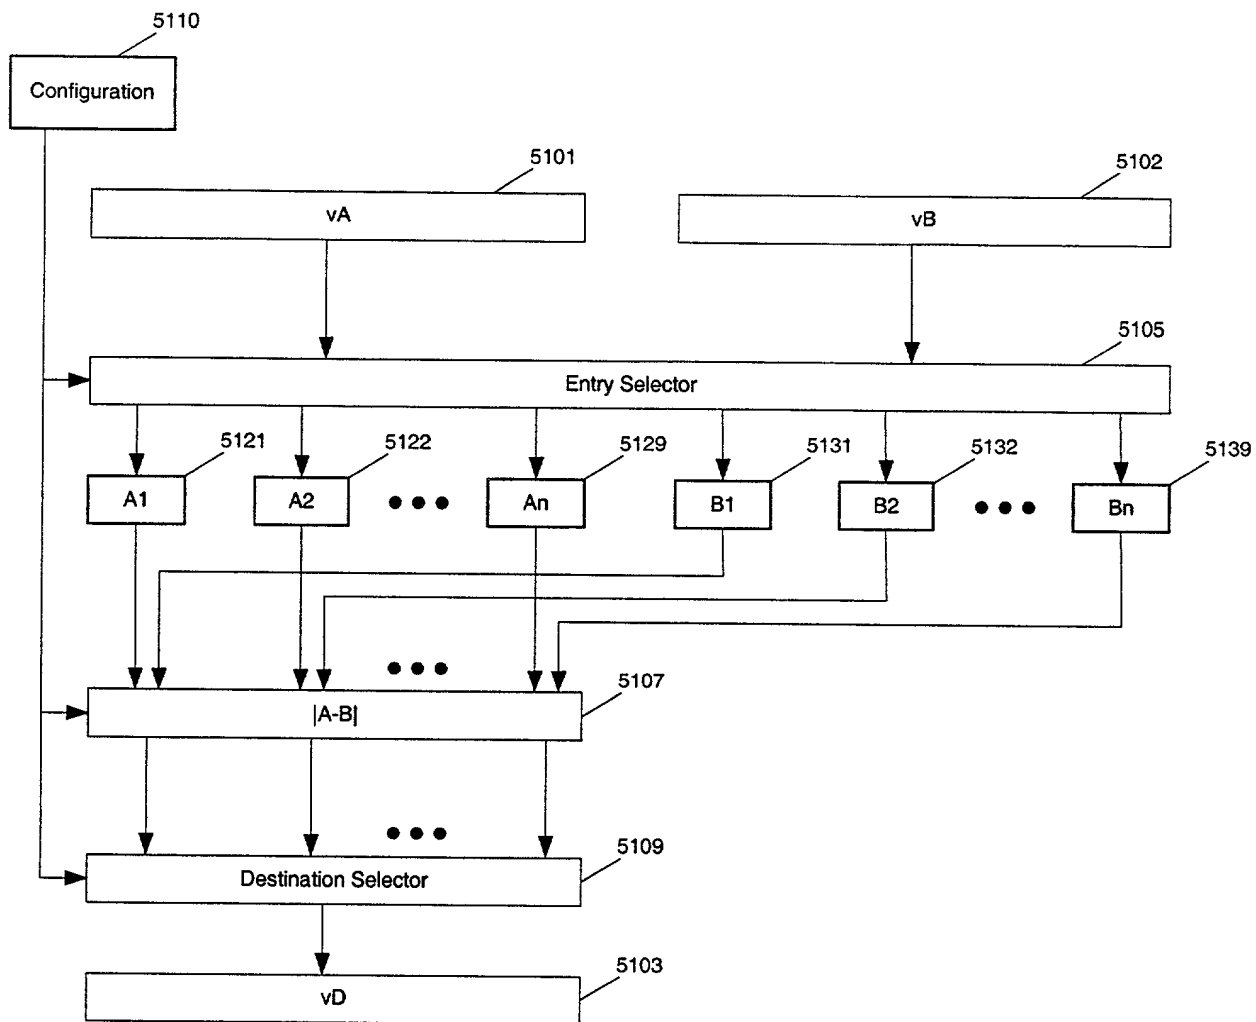 5110
Configuration
5101
5102
vA
vB
5105
Entry Selector
5121
5122
5129
5131
5132
5139
A1
A2
An
B1
B2
Bn
5107
|A-B|
5109
Destination Selector
5103
vD